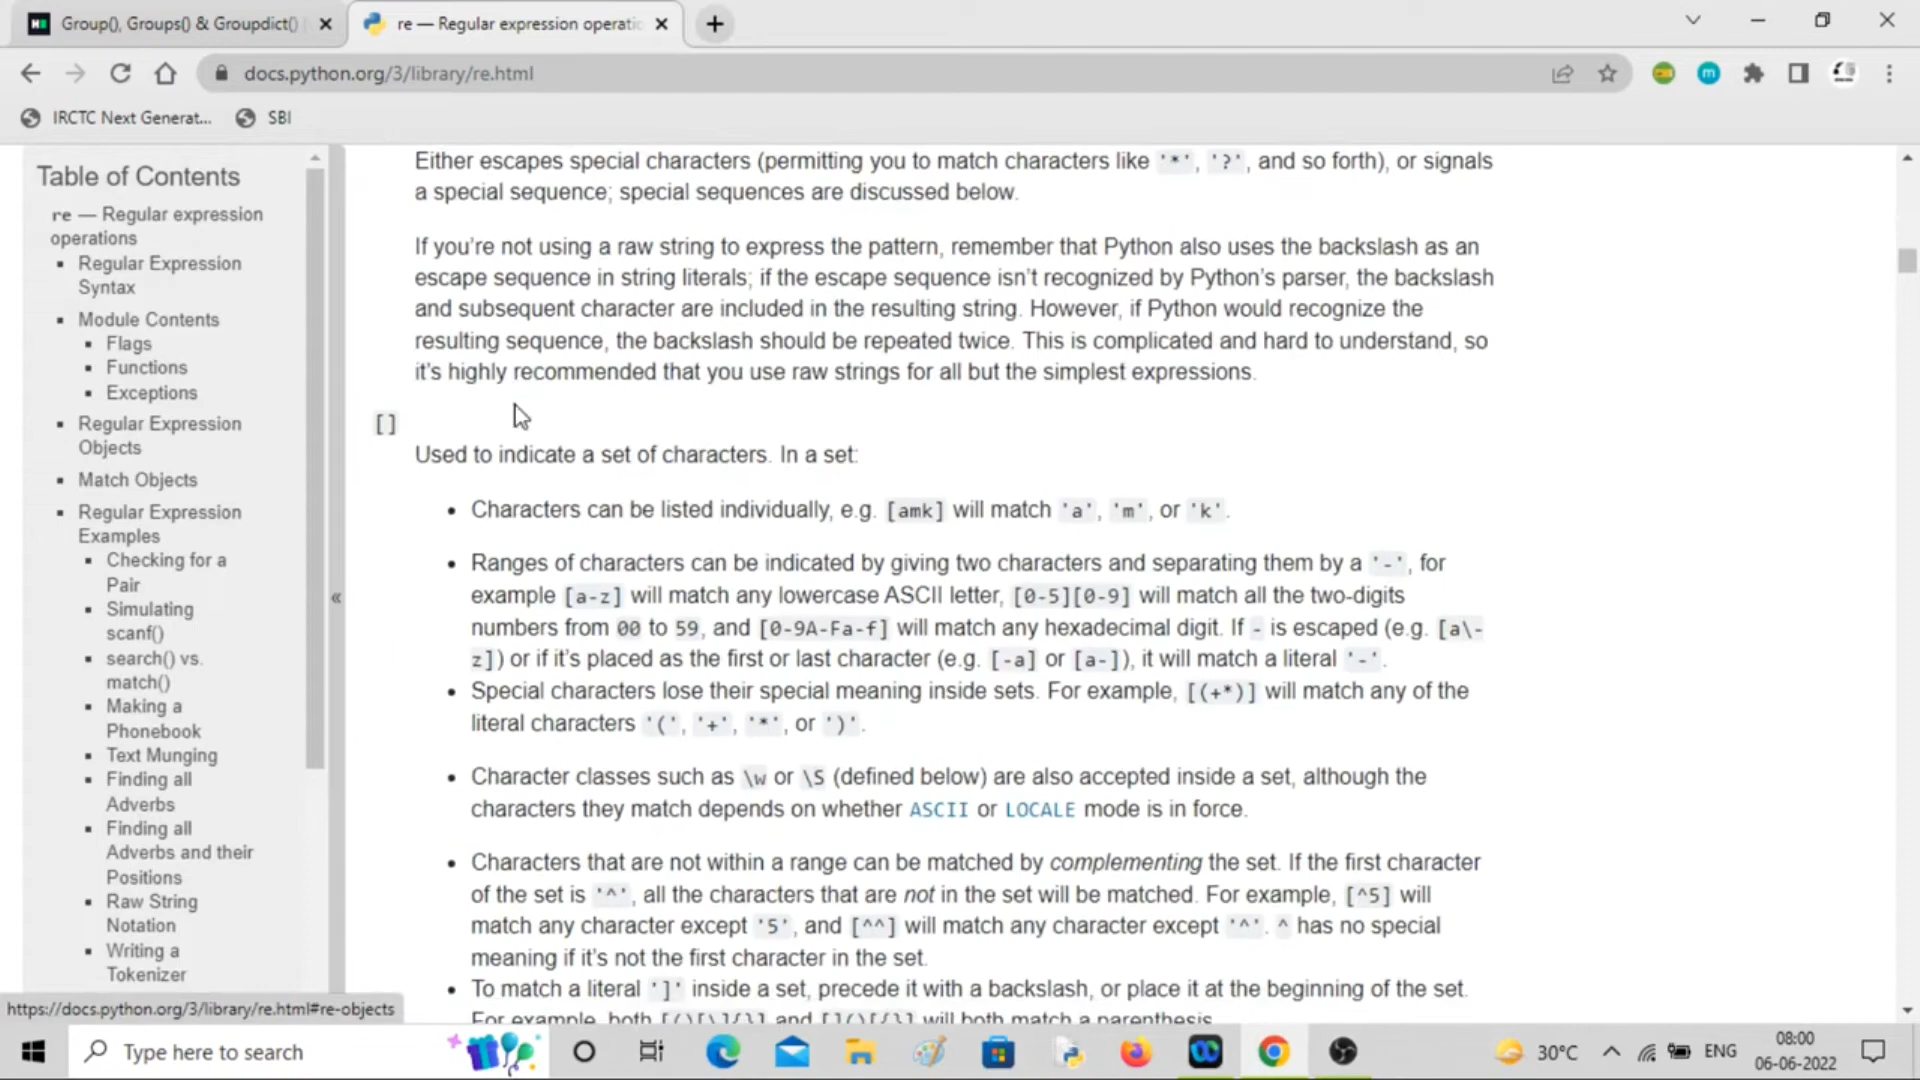 Group(), Groups() & Groupdict()
re — Regular expression operatic
docs.python.org/3/library/re.html
IRCTC Next Generat...
SBI
Table of Contents
re — Regular expression
operations
Regular Expression
Syntax
Module Contents
Flags
Functions
Exceptions
Regular Expression
Objects
Match Objects
Regular Expression
Examples
Checking for a
Pair
Simulating
scanf()
search() vs.
match()
Making a
Phonebook
Text Munging
Finding all
Adverbs
Finding all
Adverbs and their
Positions
Raw String
Notation
Writing a
Tokenizer
«
Either escapes special characters (permitting you to match characters like '*', '?', and so forth), or signals
a special sequence; special sequences are discussed below.
If you're not using a raw string to express the pattern, remember that Python also uses the backslash as an
escape sequence in string literals; if the escape sequence isn't recognized by Python's parser, the backslash
and subsequent character are included in the resulting string. However, if Python would recognize the
resulting sequence, the backslash should be repeated twice. This is complicated and hard to understand, so
it's highly recommended that you use raw strings for all but the simplest expressions.
[]
Used to indicate a set of characters. In a set:
• Characters can be listed individually, e.g. [amk] will match 'a', 'm', or 'k'.
• Ranges of characters can be indicated by giving two characters and separating them by a '-', for
example [a-z] will match any lowercase ASCII letter, [0-5][0-9] will match all the two-digits
numbers from 00 to 59, and [0-9A-Fa-f] will match any hexadecimal digit. If - is escaped (e.g. [a\-
z]) or if it's placed as the first or last character (e.g. [-a] or [a-]), it will match a literal '-'.
• Special characters lose their special meaning inside sets. For example, [(+*)] will match any of the
literal characters '(', '+', '*', or ')'.
• Character classes such as \w or \S (defined below) are also accepted inside a set, although the
characters they match depends on whether ASCII or LOCALE mode is in force.
• Characters that are not within a range can be matched by complementing the set. If the first character
of the set is '^', all the characters that are not in the set will be matched. For example, [^5] will
match any character except '5', and [^^] will match any character except '^'. ^ has no special
meaning if it's not the first character in the set.
• To match a literal ']' inside a set, precede it with a backslash, or place it at the beginning of the set.
For example, both [()[\]{}] and []()[{}] will both match a parenthesis.
https://docs.python.org/3/library/re.html#re-objects
Type here to search
30°C
ENG
08:00
06-06-2022